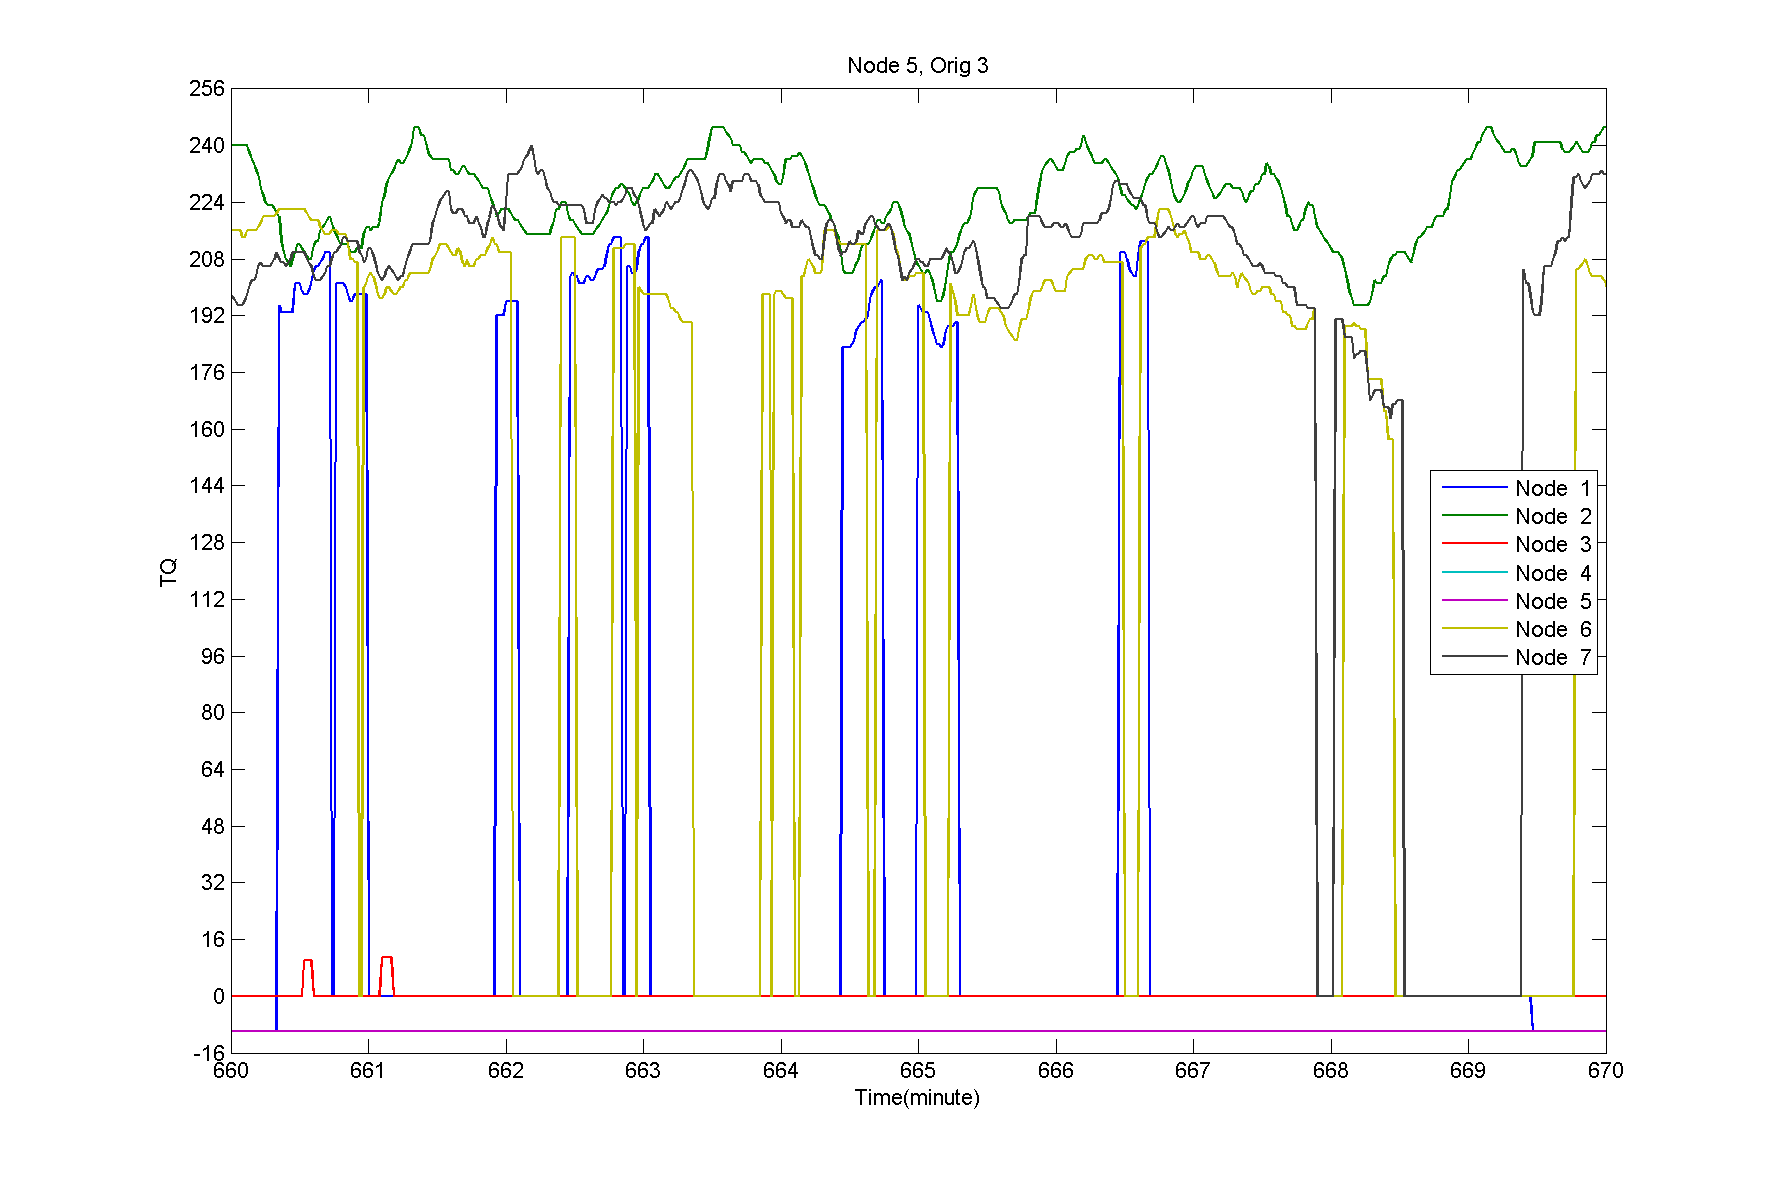 Node 5, Orig 3
256
240
224
208
192
176
160
144
128
112
96
80
64
48
32
16
0
-16
TQ
Node 1
Node 2
Node 3
Node 4
Node 5
Node 6
Node 7
660 661 662 663 664 665 666 667 668 669 670
Time(minute)